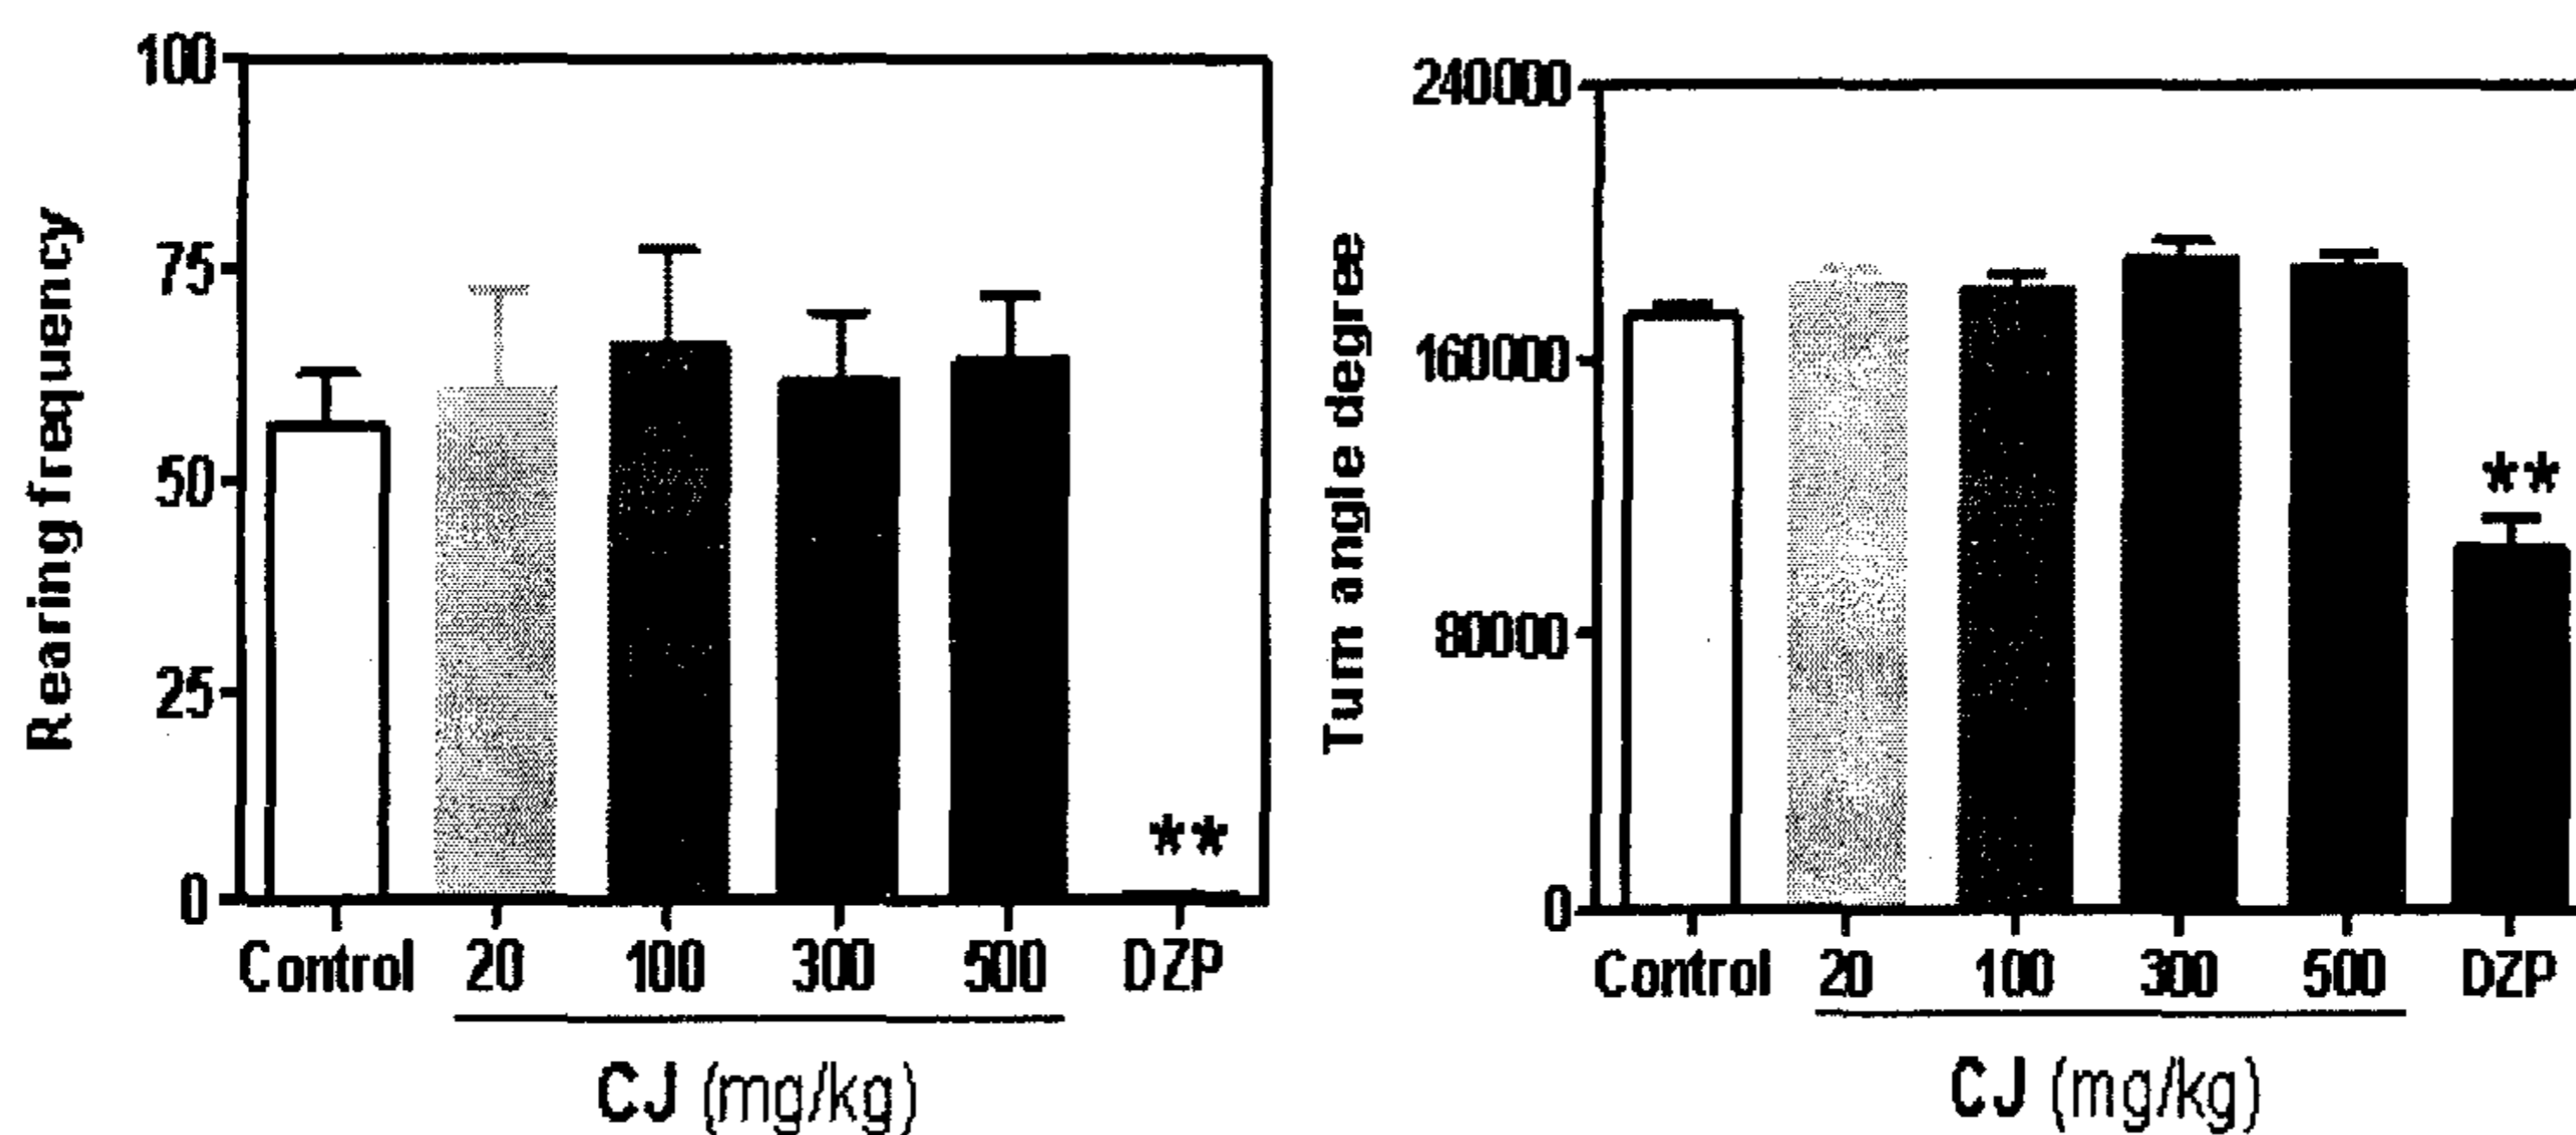 Rearing frequency
100
75
50
25
0
**
Control 20 100 300 500 DZP
CJ (mg/kg)
Turn angle degree
240000
160000
80000
0
**
Control 20 100 300 500 DZP
CJ (mg/kg)